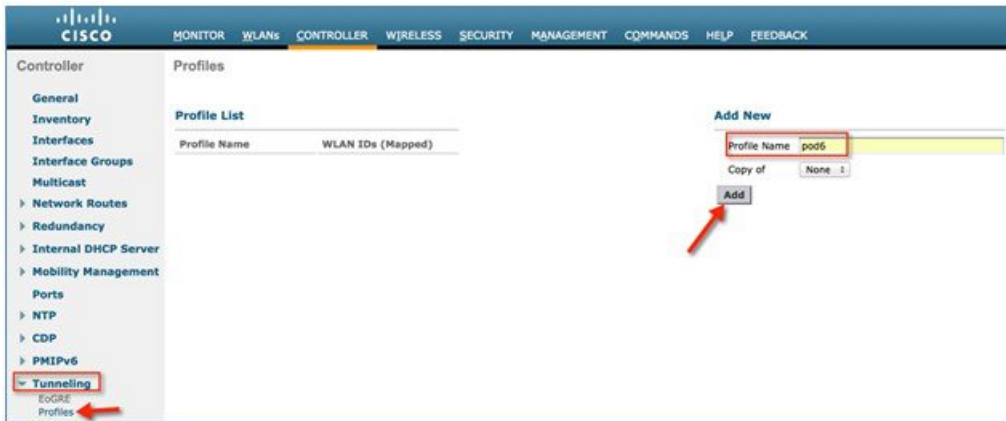 CISCO
MONITOR WLANs CONTROLLER WIRELESS SECURITY MANAGEMENT COMMANDS HELP FEEDBACK
Controller
General
Inventory
Interfaces
Interface Groups
Multicast
Network Routes
Redundancy
Internal DHCP Server
Mobility Management
Ports
NTP
CDP
PMIPv6
Tunneling
EoGRE
Profiles
Profiles
Profile List
Profile Name WLAN IDs (Mapped)
Add New
Profile Name pod6
Copy of None
Add